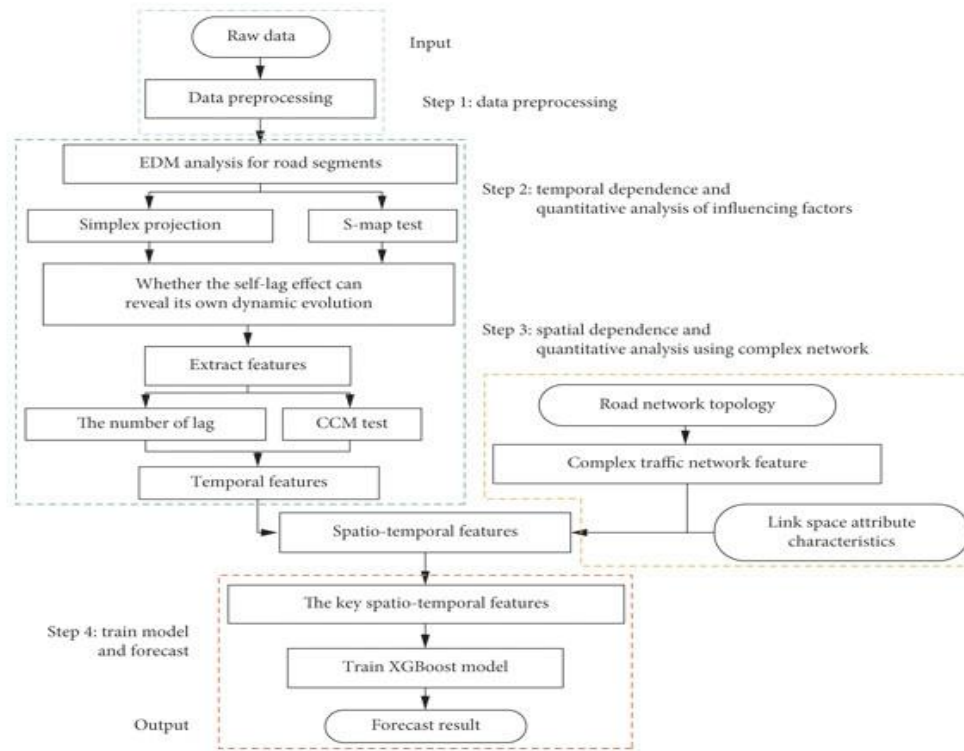 Raw data
Input
Data preprocessing
Step 1: data preprocessing
EDM analysis for road segments
Step 2: temporal dependence and
quantitative analysis of influencing factors
Simplex projection
S-map test
Whether the self-lag effect can
reveal its own dynamic evolution
Step 3: spatial dependence and
quantitative analysis using complex network
Extract features
The number of lag
CCM test
Temporal features
Road network topology
Complex traffic network feature
Link space attribute
characteristics
Spatio-temporal features
The key spatio-temporal features
Step 4: train model
and forecast
Train XGBoost model
Output
Forecast result